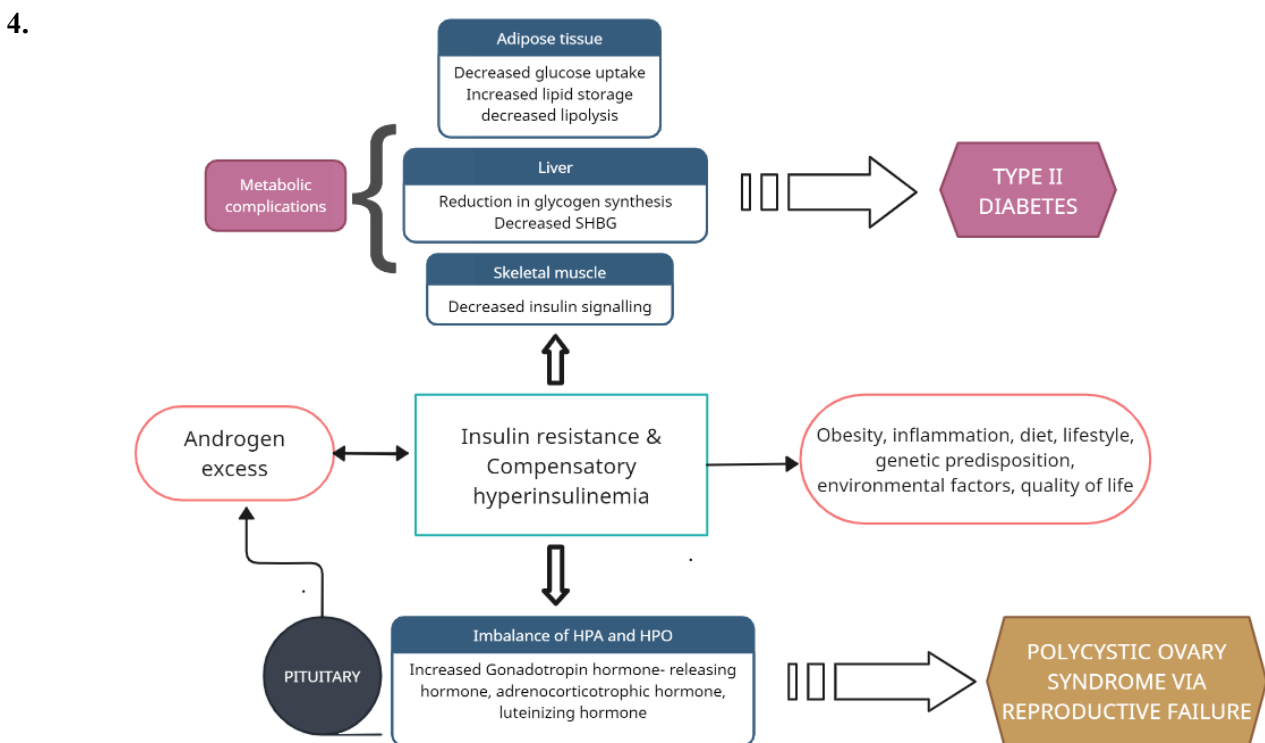 4.
Adipose tissue
Decreased glucose uptake
Increased lipid storage
decreased lipolysis
Metabolic
complications
Liver
Reduction in glycogen synthesis
Decreased SHBG
TYPE II
DIABETES
Skeletal muscle
Decreased insulin signalling
Androgen
excess
Insulin resistance &
Compensatory
hyperinsulinemia
Obesity, inflammation, diet, lifestyle,
genetic predisposition,
environmental factors, quality of life
PITUITARY
Imbalance of HPA and HPO
Increased Gonadotropin hormone- releasing
hormone, adrenocorticotrophic hormone,
luteinizing hormone
POLYCYSTIC OVARY
SYNDROME VIA
REPRODUCTIVE FAILURE